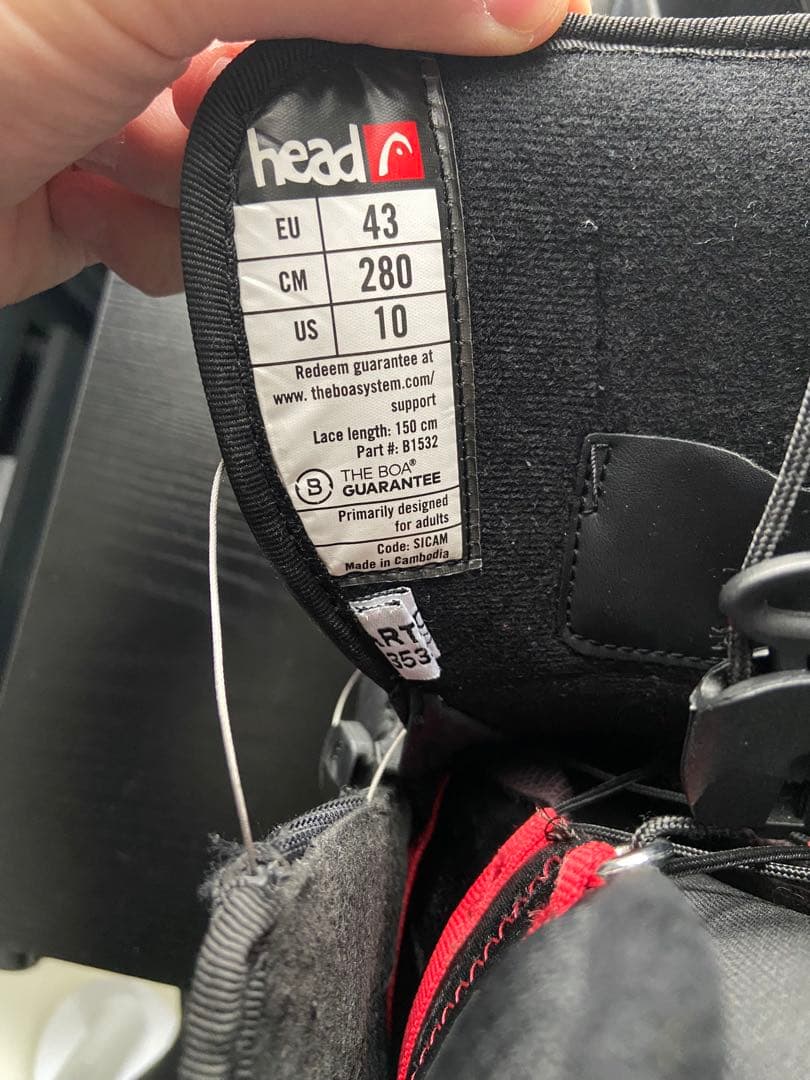 head
EU 43
CM 280
US 10
Redeem guarantee at
www. theboasystem.com/
support
Lace length: 150 cm
Part #: B1532
B THE BOA®
GUARANTEE
Primarily designed
for adults
Code: SICAM
Made in Cambodia